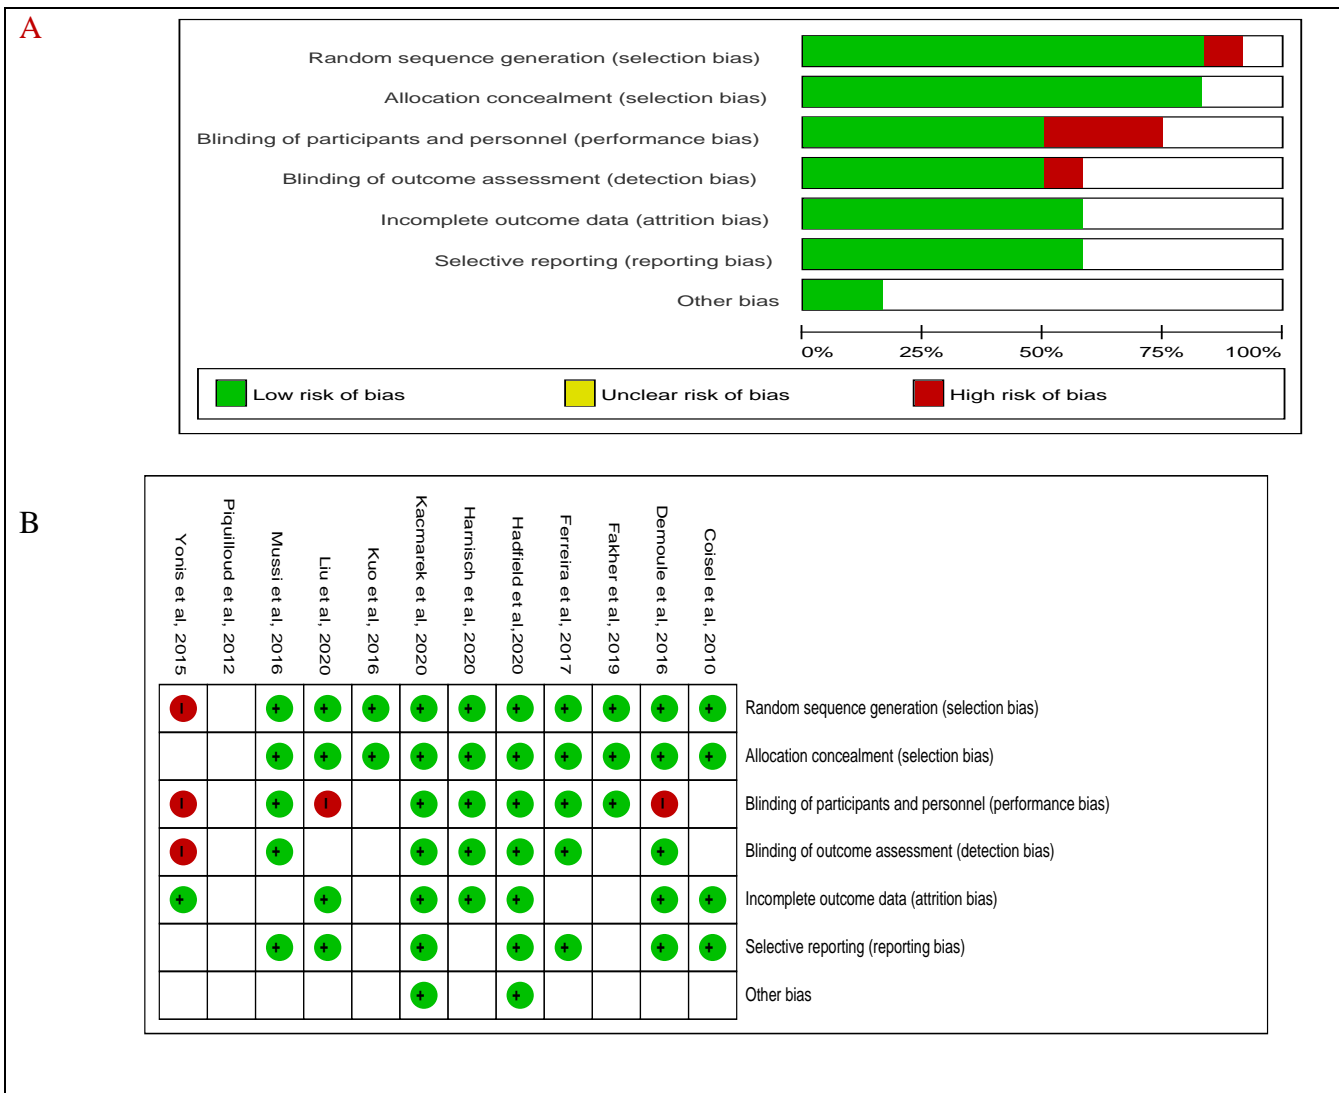 A
Random sequence generation (selection bias)
Allocation concealment (selection bias)
Blinding of participants and personnel (performance bias)
Blinding of outcome assessment (detection bias)
Incomplete outcome data (attrition bias)
Selective reporting (reporting bias)
Other bias
0% 25% 50% 75% 100%
Low risk of bias Unclear risk of bias High risk of bias
B
Yonis et al, 2015
Piquilloud et al, 2012
Mussi et al, 2016
Liu et al, 2020
Kuo et al, 2016
Kacmarek et al, 2020
Harnisch et al, 2020
Hadfield et al,2020
Ferreira et al, 2017
Fakher et al, 2019
Demoule et al, 2016
Coisel et al, 2010
- + + + + + + + + + + Random sequence generation (selection bias)
+ + + + + + + + + + Allocation concealment (selection bias)
- + - + + + + + - Blinding of participants and personnel (performance bias)
- + + + + + + Blinding of outcome assessment (detection bias)
+ + + + + + + Incomplete outcome data (attrition bias)
+ + + + + + + Selective reporting (reporting bias)
+ + Other bias